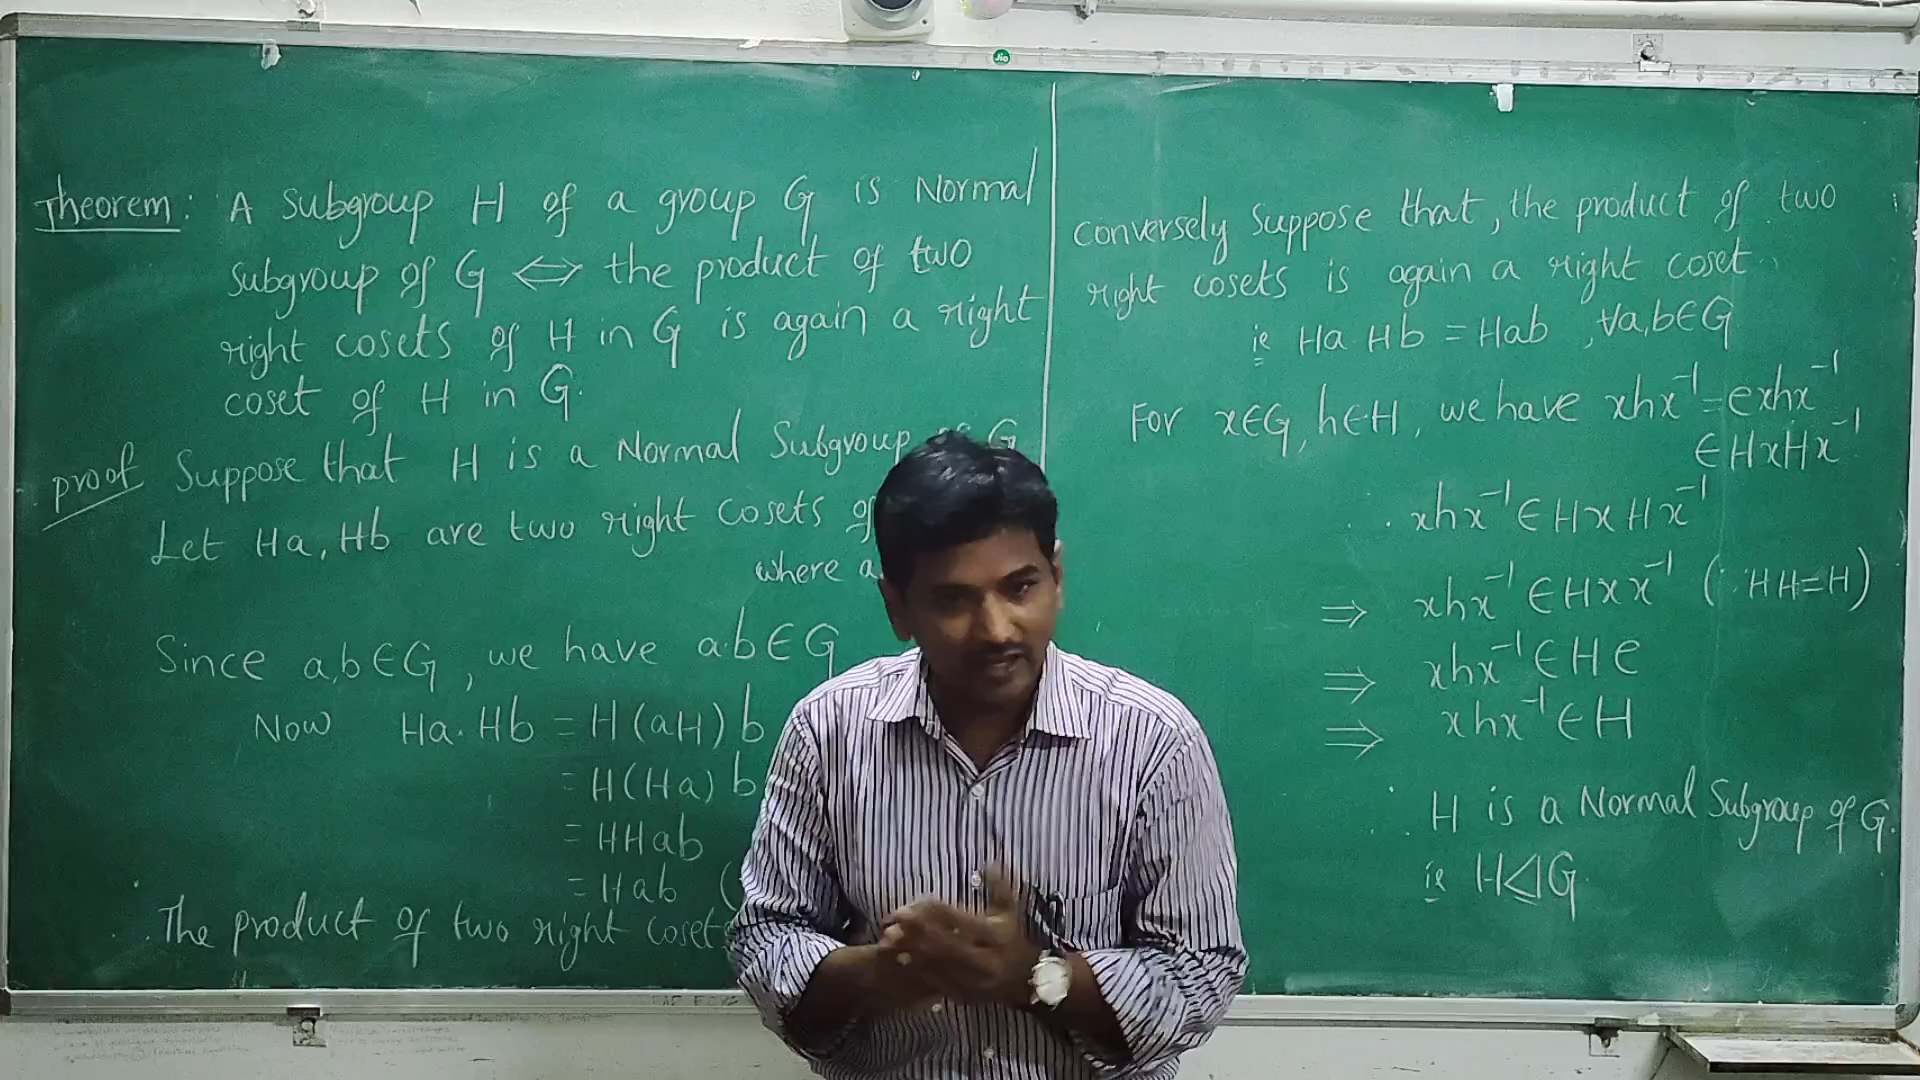 Theorem: A Subgroup H of a group G is Normal
Subgroup of G ⇔ the product of two
right cosets of H in G is again a right
coset of H in G.
proof Suppose that H is a Normal Subgroup of G
Let Ha, Hb are two right cosets of
where a
Since a,b∈G, we have a·b∈G
Now Ha·Hb = H(aH)b
= H(Ha)b
= HHab
= Hab (
∴ The product of two right cosets
Conversely Suppose that, the product of two
right cosets is again a right coset.
ie Ha·Hb = Hab, ∀a,b∈G
For x∈G, h∈H, we have xhx⁻¹=exhx⁻¹
∈HxHx⁻¹
∴ xhx⁻¹∈HxHx⁻¹
⇒ xhx⁻¹∈Hxx⁻¹ (∵ HH=H)
⇒ xhx⁻¹∈He
⇒ xhx⁻¹∈H
∴ H is a Normal Subgroup of G.
ie H⊴G.
Jio